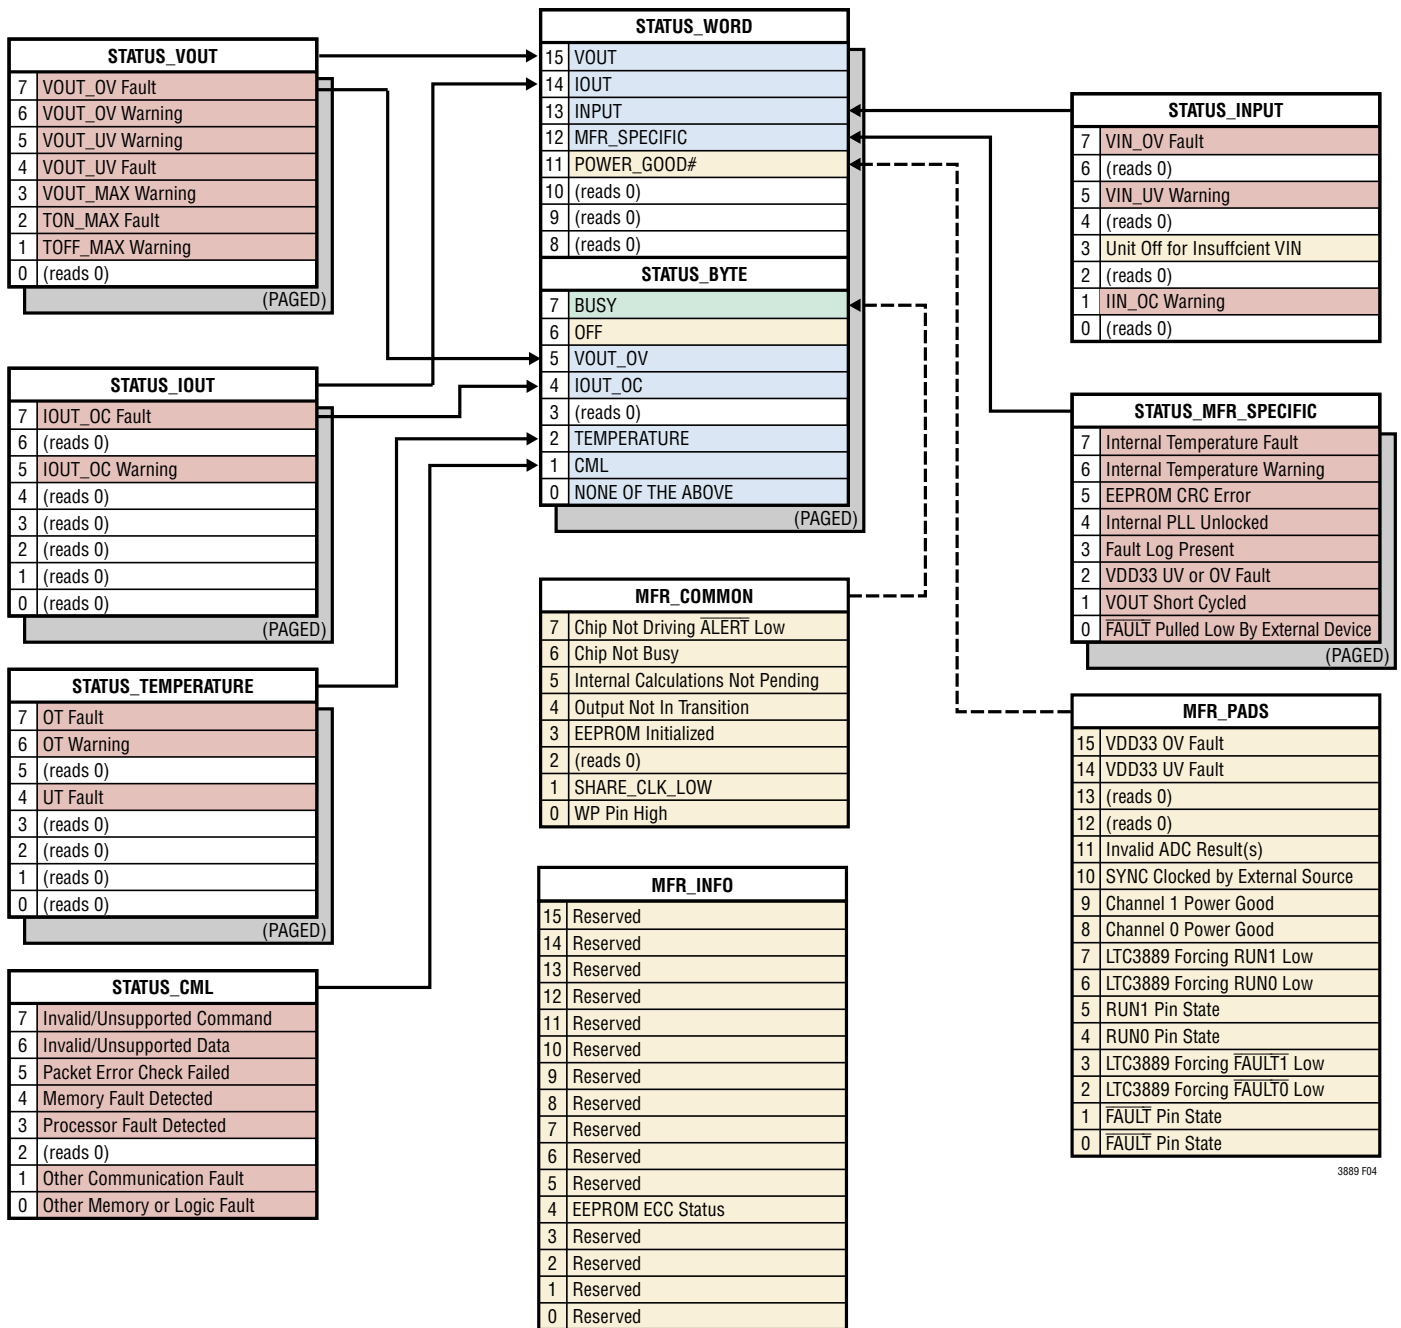 STATUS_VOUT
7 VOUT_OV Fault
6 VOUT_OV Warning
5 VOUT_UV Warning
4 VOUT_UV Fault
3 VOUT_MAX Warning
2 TON_MAX Fault
1 TOFF_MAX Warning
0 (reads 0)
(PAGED)
STATUS_IOUT
7 IOUT_OC Fault
6 (reads 0)
5 IOUT_OC Warning
4 (reads 0)
3 (reads 0)
2 (reads 0)
1 (reads 0)
0 (reads 0)
(PAGED)
STATUS_TEMPERATURE
7 OT Fault
6 OT Warning
5 (reads 0)
4 UT Fault
3 (reads 0)
2 (reads 0)
1 (reads 0)
0 (reads 0)
(PAGED)
STATUS_CML
7 Invalid/Unsupported Command
6 Invalid/Unsupported Data
5 Packet Error Check Failed
4 Memory Fault Detected
3 Processor Fault Detected
2 (reads 0)
1 Other Communication Fault
0 Other Memory or Logic Fault
STATUS_WORD
15 VOUT
14 IOUT
13 INPUT
12 MFR_SPECIFIC
11 POWER_GOOD#
10 (reads 0)
9 (reads 0)
8 (reads 0)
STATUS_BYTE
7 BUSY
6 OFF
5 VOUT_OV
4 IOUT_OC
3 (reads 0)
2 TEMPERATURE
1 CML
0 NONE OF THE ABOVE
(PAGED)
MFR_COMMON
7 Chip Not Driving ALERT Low
6 Chip Not Busy
5 Internal Calculations Not Pending
4 Output Not In Transition
3 EEPROM Initialized
2 (reads 0)
1 SHARE_CLK_LOW
0 WP Pin High
MFR_INFO
15 Reserved
14 Reserved
13 Reserved
12 Reserved
11 Reserved
10 Reserved
9 Reserved
8 Reserved
7 Reserved
6 Reserved
5 Reserved
4 EEPROM ECC Status
3 Reserved
2 Reserved
1 Reserved
0 Reserved
STATUS_INPUT
7 VIN_OV Fault
6 (reads 0)
5 VIN_UV Warning
4 (reads 0)
3 Unit Off for Insuffcient VIN
2 (reads 0)
1 IIN_OC Warning
0 (reads 0)
STATUS_MFR_SPECIFIC
7 Internal Temperature Fault
6 Internal Temperature Warning
5 EEPROM CRC Error
4 Internal PLL Unlocked
3 Fault Log Present
2 VDD33 UV or OV Fault
1 VOUT Short Cycled
0 FAULT Pulled Low By External Device
(PAGED)
MFR_PADS
15 VDD33 OV Fault
14 VDD33 UV Fault
13 (reads 0)
12 (reads 0)
11 Invalid ADC Result(s)
10 SYNC Clocked by External Source
9 Channel 1 Power Good
8 Channel 0 Power Good
7 LTC3889 Forcing RUN1 Low
6 LTC3889 Forcing RUN0 Low
5 RUN1 Pin State
4 RUN0 Pin State
3 LTC3889 Forcing FAULT1 Low
2 LTC3889 Forcing FAULT0 Low
1 FAULT Pin State
0 FAULT Pin State
3889 F04